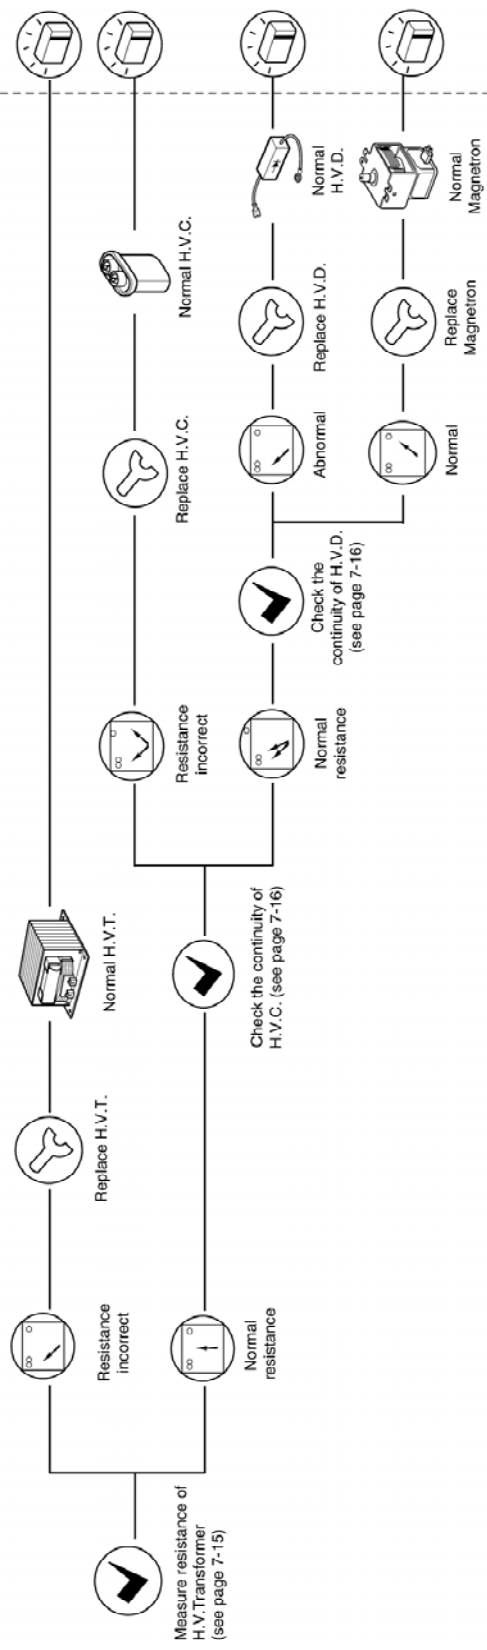 Measure resistance of
H.V.Transformer
(see page 7-15)
Resistance
incorrect
Replace H.V.T.
Normal H.V.T.
Normal
resistance
Check the continuity of
H.V.C. (see page 7-16)
Resistance
incorrect
Replace H.V.C.
Normal H.V.C.
Normal
resistance
Check the
continuity of H.V.D.
(see page 7-16)
Abnormal
Replace H.V.D.
Normal
H.V.D.
Normal
Replace
Magnetron
Normal
Magnetron